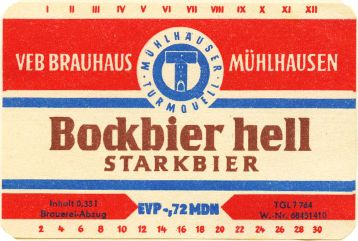 I II III IV V VI VII VIII IX X XI XII
VEB BRAUHAUS MÜHLHAUSEN
MÜHLHÄUSER
TURMQUELL
Bockbier hell
STARKBIER
Inhalt 0,33 l
Brauerei-Abzug
EVP -,72 MDN
TGL 7764
W.-Nr. 68451410
2 4 6 8 10 12 14 16 18 20 22 24 26 28 30